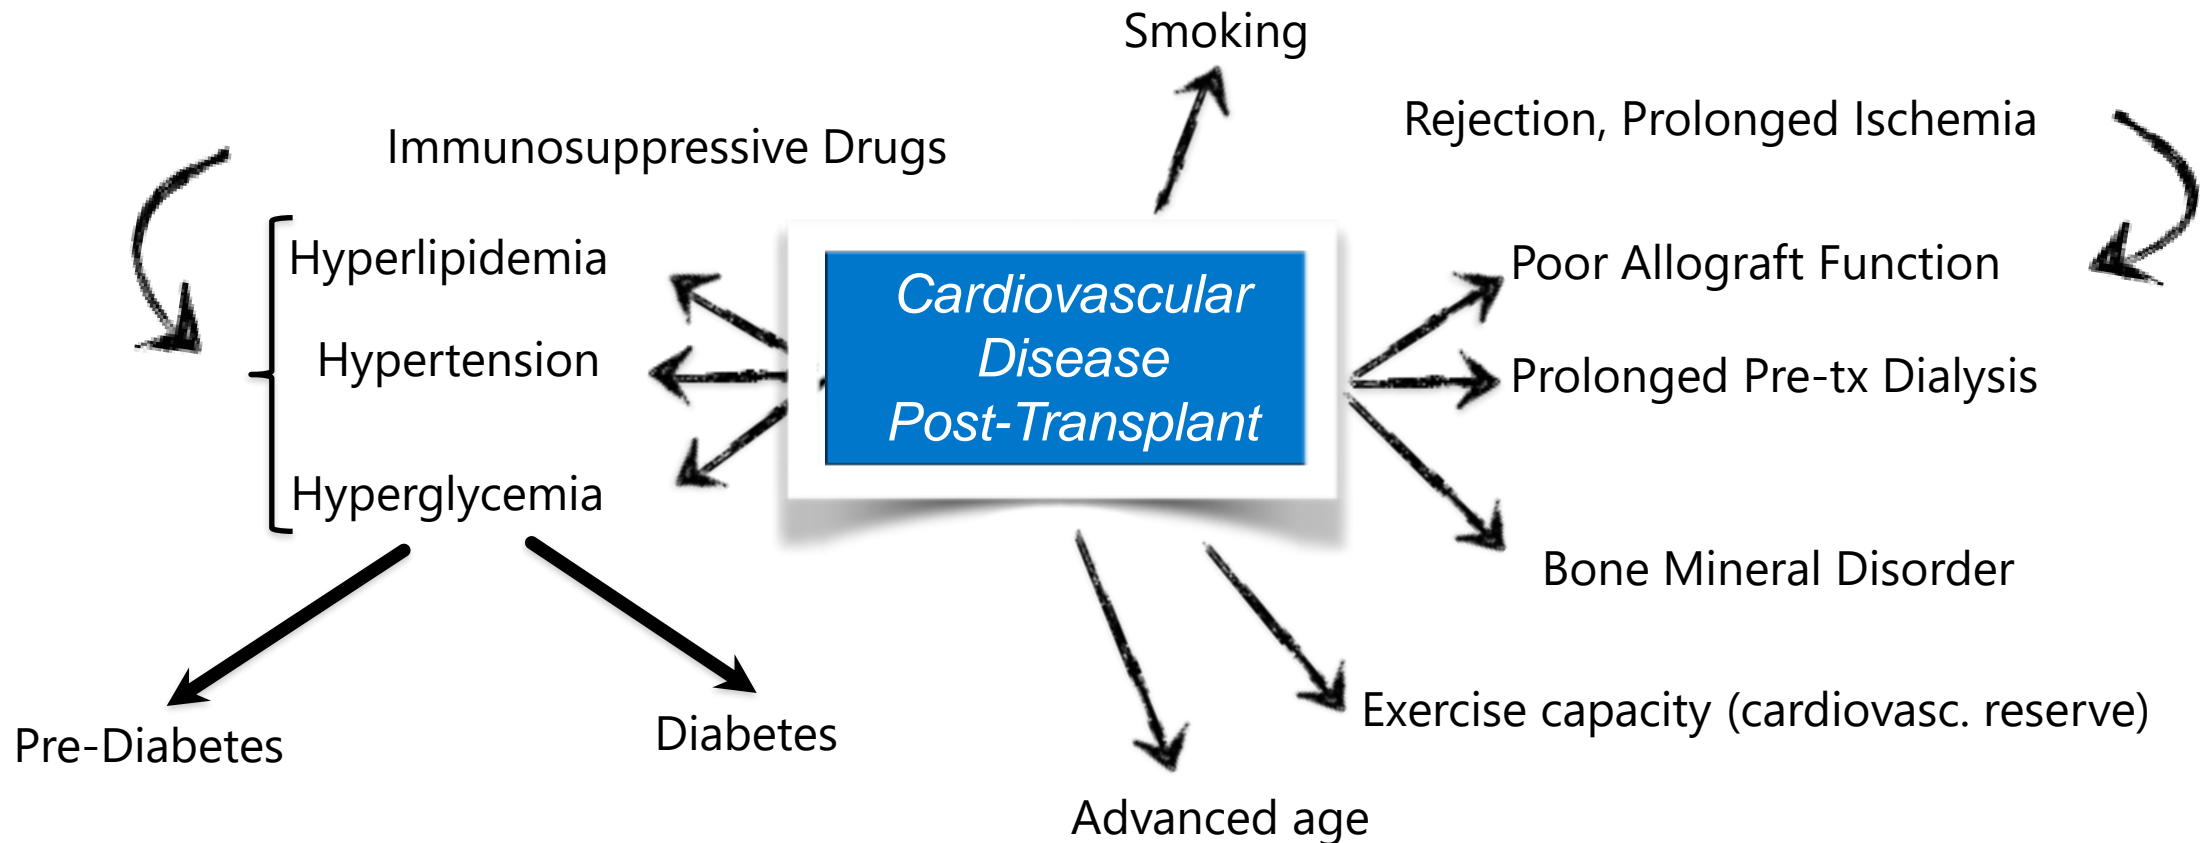 Smoking
Immunosuppressive Drugs
Rejection, Prolonged Ischemia
Hyperlipidemia
Hypertension
Hyperglycemia
Cardiovascular
Disease
Post-Transplant
Poor Allograft Function
Prolonged Pre-tx Dialysis
Bone Mineral Disorder
Pre-Diabetes
Diabetes
Exercise capacity (cardiovasc. reserve)
Advanced age